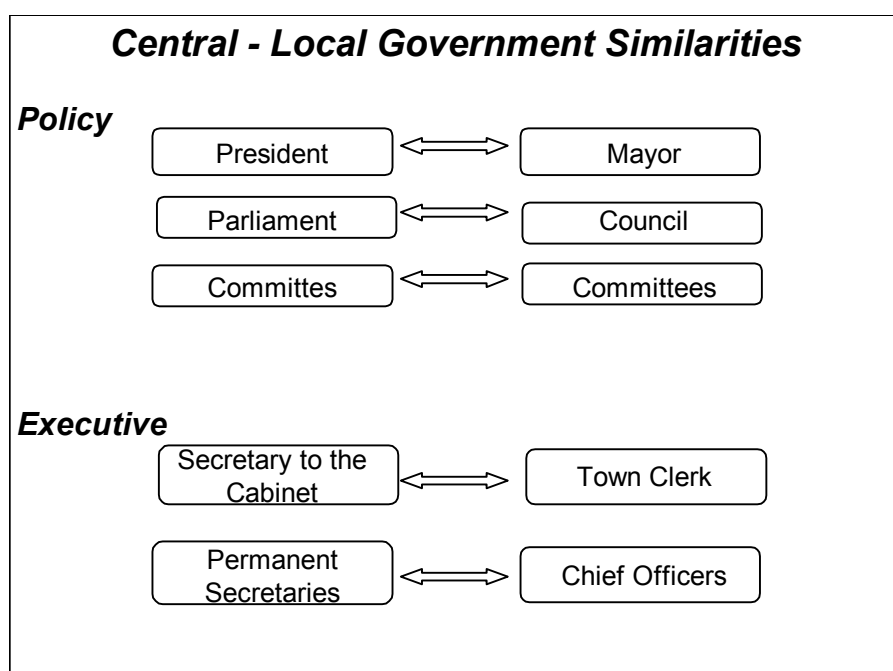 Central - Local Government Similarities
Policy
President
Mayor
Parliament
Council
Committes
Committees
Executive
Secretary to the
Cabinet
Town Clerk
Permanent
Secretaries
Chief Officers